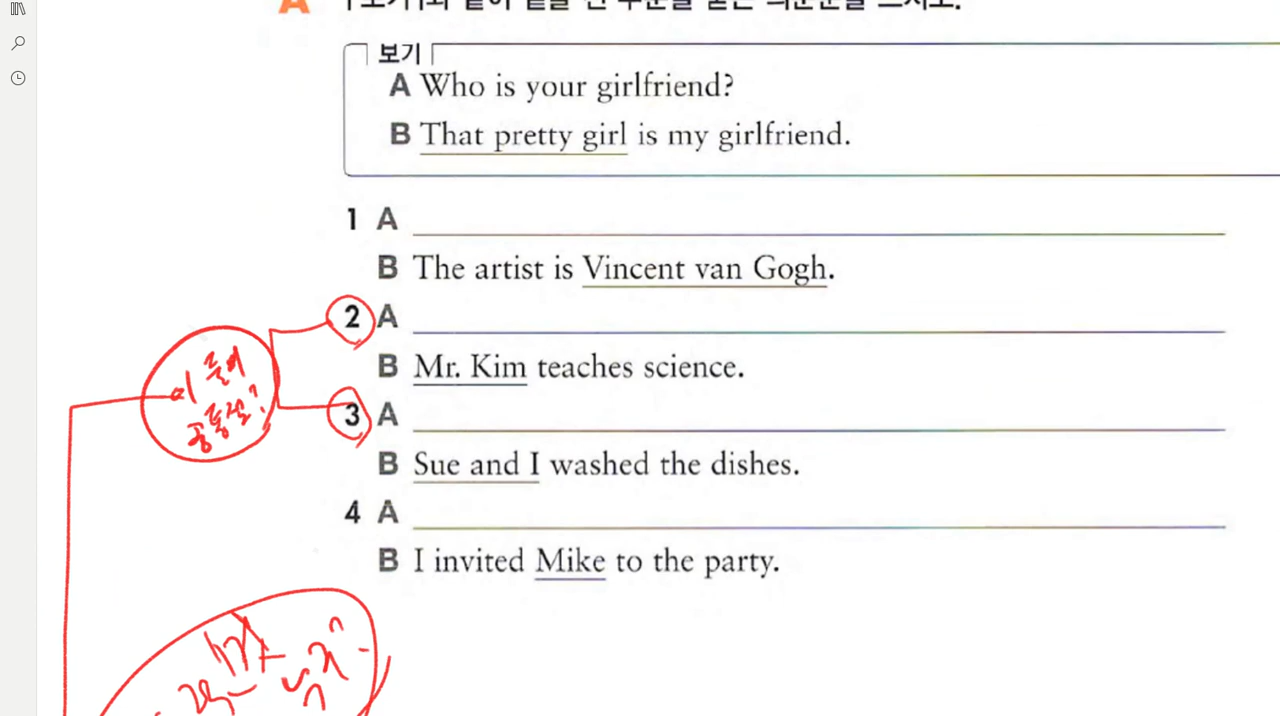 A
보기
A Who is your girlfriend?
B That pretty girl is my girlfriend.
1 A
B The artist is Vincent van Gogh.
2 A
B Mr. Kim teaches science.
이 둘의
공통점?
3 A
B Sue and I washed the dishes.
4 A
B I invited Mike to the party.